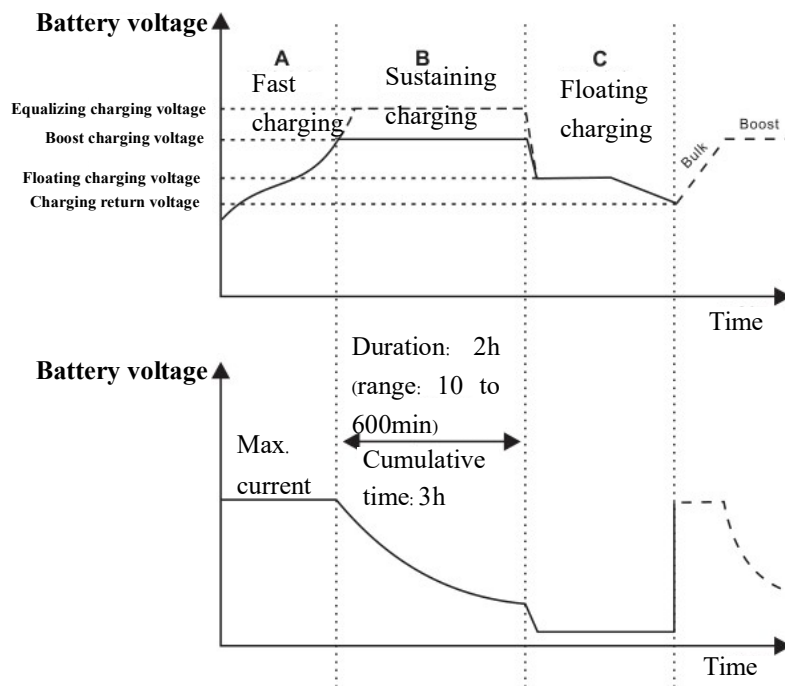 Battery voltage
A
B
C
Fast
charging
Sustaining
charging
Floating
charging
Equalizing charging voltage
Boost charging voltage
Floating charging voltage
Charging return voltage
Bulk
Boost
Time
Battery voltage
Duration: 2h
(range: 10 to
600min)
Cumulative
time: 3h
Max.
current
Time